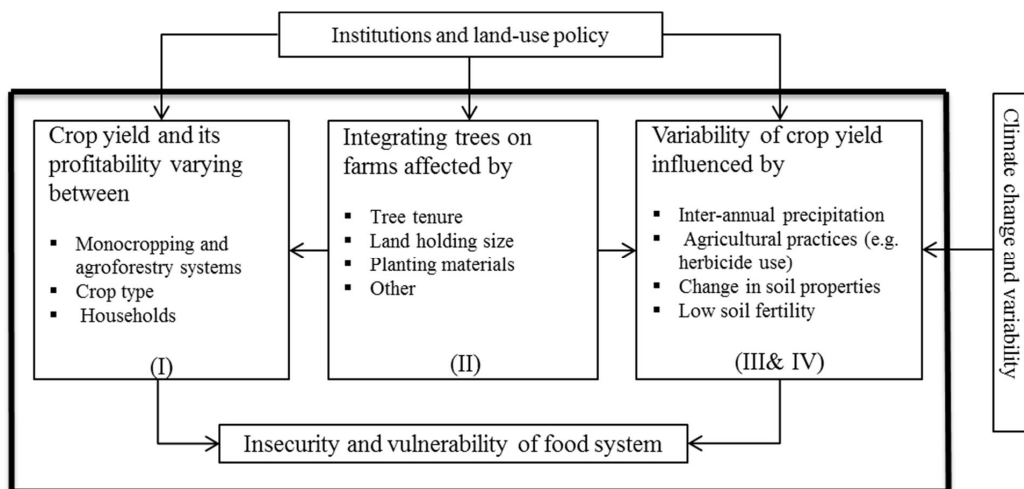 Institutions and land-use policy
Crop yield and its
profitability varying
between
▪ Monocropping and
agroforestry systems
▪ Crop type
▪ Households
(I)
Integrating trees on
farms affected by
▪ Tree tenure
▪ Land holding size
▪ Planting materials
▪ Other
(II)
Variability of crop yield
influenced by
▪ Inter-annual precipitation
▪ Agricultural practices (e.g.
herbicide use)
▪ Change in soil properties
▪ Low soil fertility
(III& IV)
Climate change and variability
Insecurity and vulnerability of food system